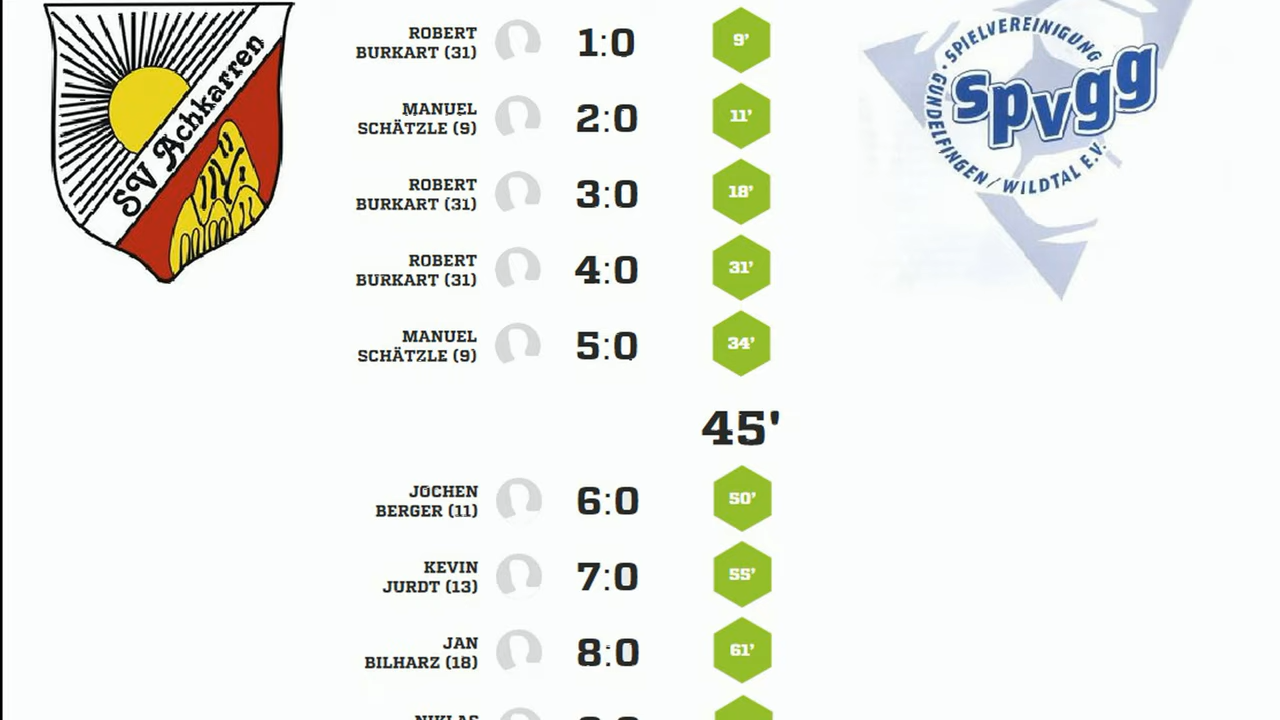 SV Achkarren
• SPIELVEREINIGUNG
GUNDELFINGEN / WILDTAL E.V.
spvgg
ROBERT
BURKART (31)
1:0
9’
MANUEL
SCHÄTZLE (9)
2:0
11’
ROBERT
BURKART (31)
3:0
18’
ROBERT
BURKART (31)
4:0
31’
MANUEL
SCHÄTZLE (9)
5:0
34’
45'
JOCHEN
BERGER (11)
6:0
50’
KEVIN
JURDT (13)
7:0
55’
JAN
BILHARZ (18)
8:0
61’
NIKLAS